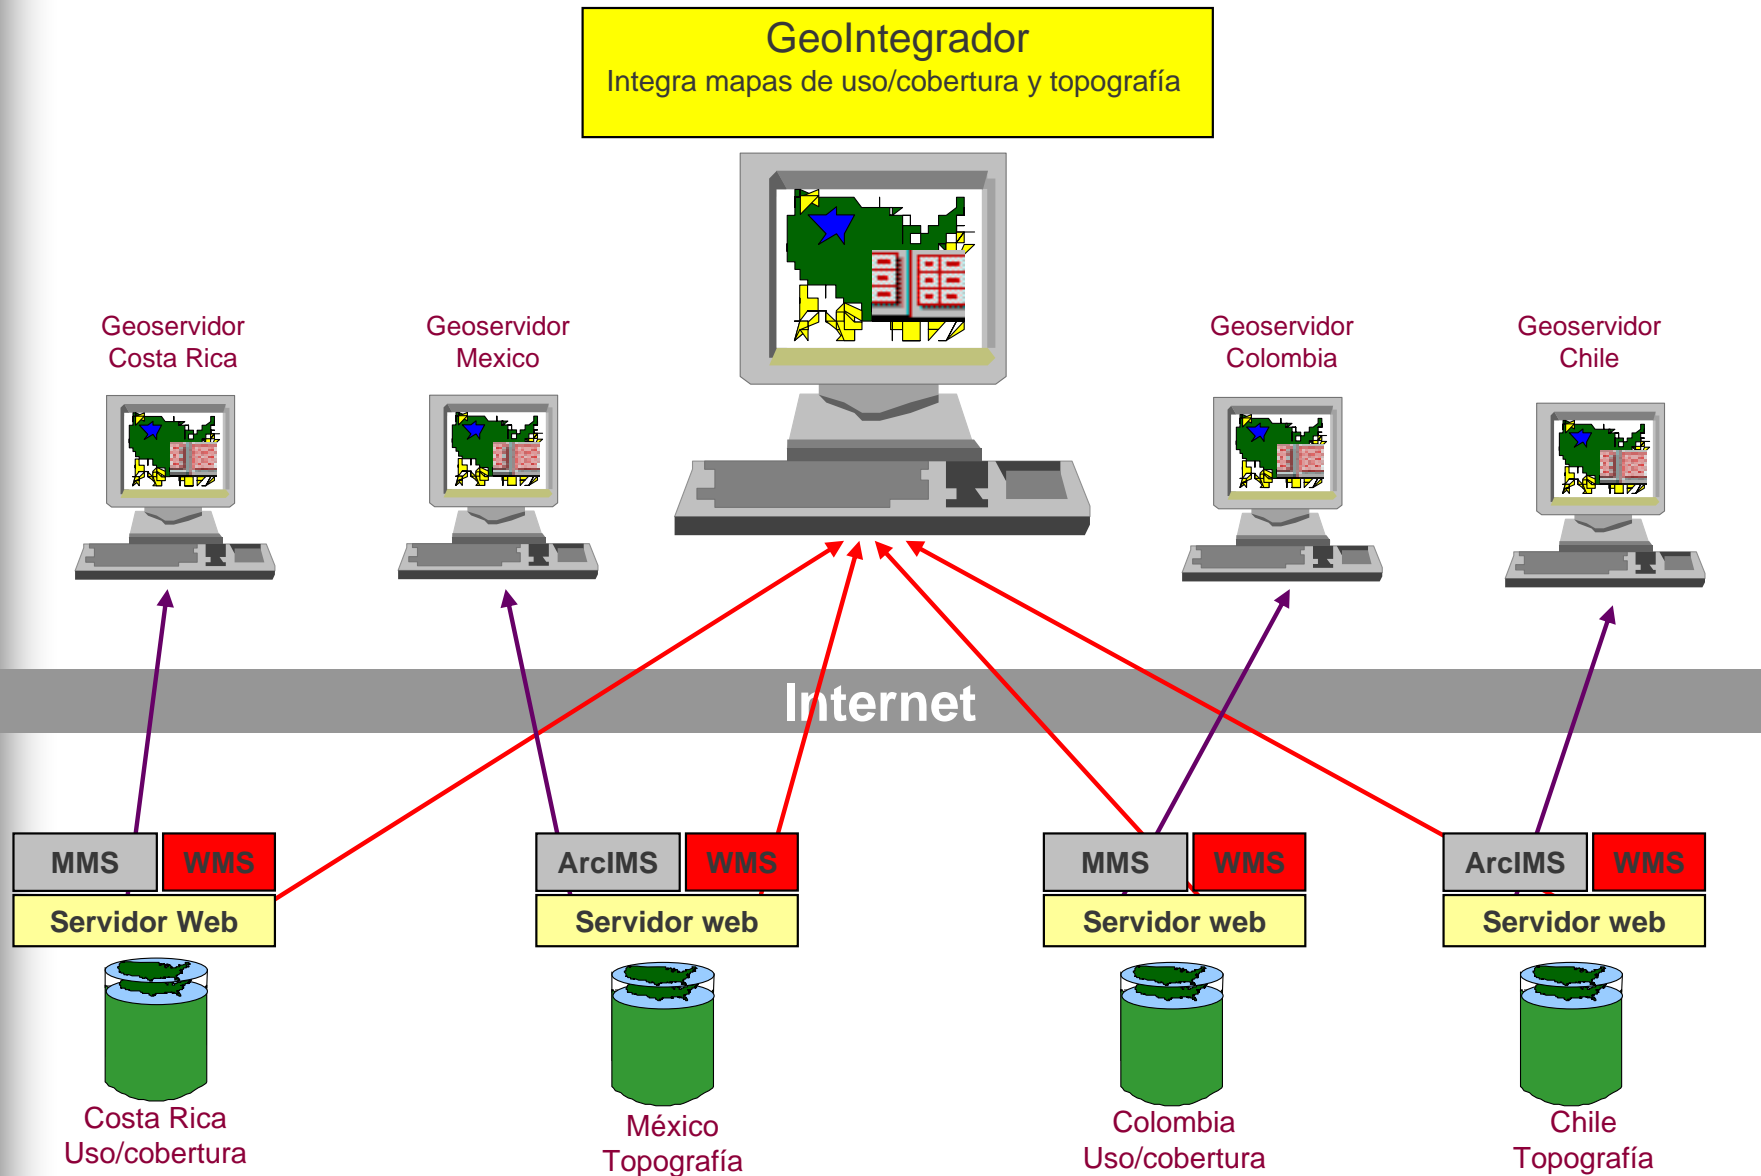 GeoIntegrador
Integra mapas de uso/cobertura y topografía
Geoservidor
Costa Rica
Geoservidor
Mexico
Geoservidor
Colombia
Geoservidor
Chile
Internet
MMS
WMS
Servidor Web
ArcIMS
WMS
Servidor web
MMS
WMS
Servidor web
ArcIMS
WMS
Servidor web
Costa Rica
Uso/cobertura
México
Topografía
Colombia
Uso/cobertura
Chile
Topografía